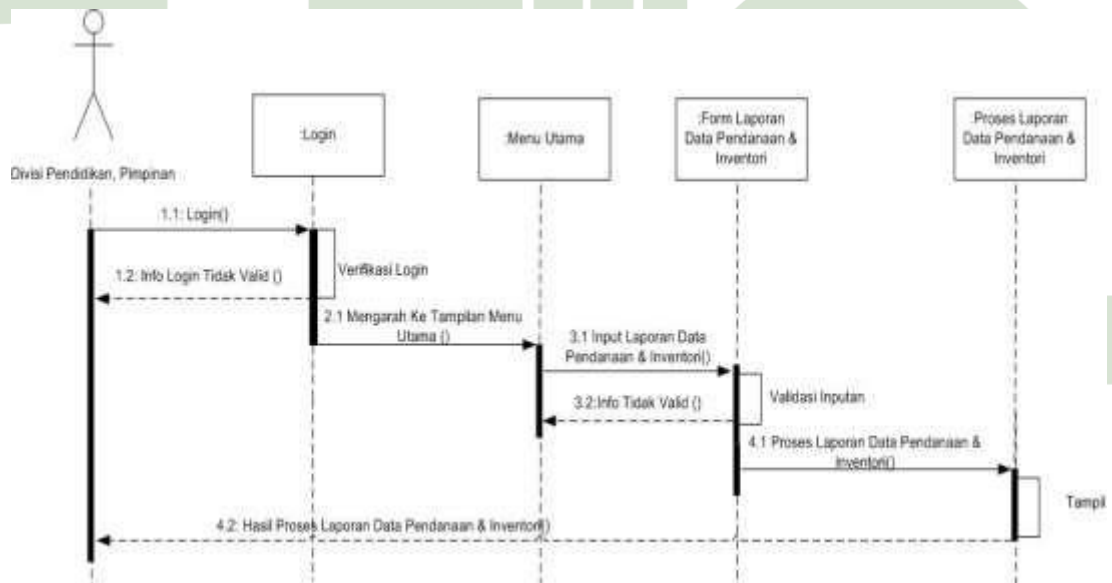 :Login
:Menu Utama
:Form Laporan
Data Pendanaan &
Inventori
:Proses Laporan
Data Pendanaan &
Inventori
Divisi Pendidikan, Pimpinan
1.1: Login()
Verifikasi Login
1.2: Info Login Tidak Valid ()
2.1 Mengarah Ke Tampilan Menu
Utama ()
3.1 Input Laporan Data
Pendanaan & Inventori()
Validasi Inputan
3.2:Info Tidak Valid ()
4.1 Proses Laporan Data Pendanaan &
Inventori()
Tampil
4.2: Hasil Proses Laporan Data Pendanaan & Inventori()